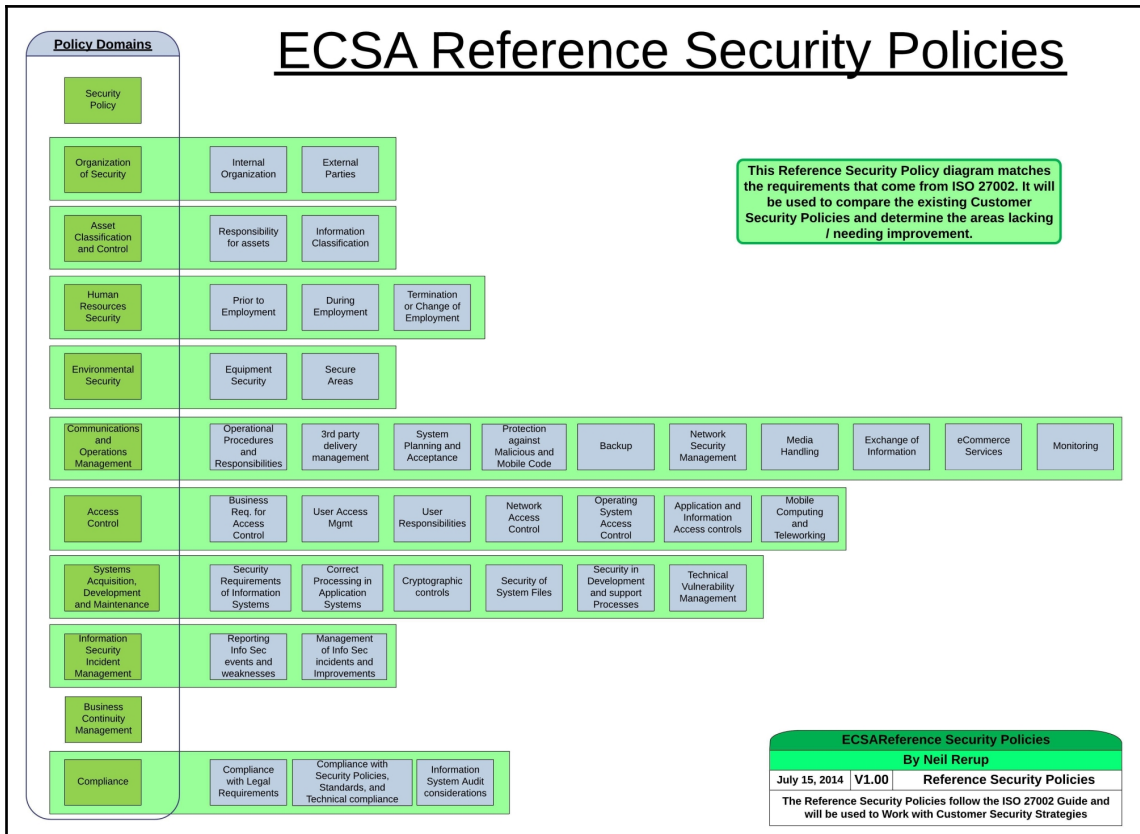 Policy Domains
ECSA Reference Security Policies
Security
Policy
Organization
of Security
Internal
Organization
External
Parties
This Reference Security Policy diagram matches
the requirements that come from ISO 27002. It will
be used to compare the existing Customer
Security Policies and determine the areas lacking
/ needing improvement.
Asset
Classification
and Control
Responsibility
for assets
Information
Classification
Human
Resources
Security
Prior to
Employment
During
Employment
Termination
or Change of
Employment
Environmental
Security
Equipment
Security
Secure
Areas
Communications
and
Operations
Management
Operational
Procedures
and
Responsibilities
3rd party
delivery
management
System
Planning and
Acceptance
Protection
against
Malicious and
Mobile Code
Backup
Network
Security
Management
Media
Handling
Exchange of
Information
eCommerce
Services
Monitoring
Access
Control
Business
Req. for
Access
Control
User Access
Mgmt
User
Responsibilities
Network
Access
Control
Operating
System
Access
Control
Application and
Information
Access controls
Mobile
Computing
and
Teleworking
Systems
Acquisition,
Development
and Maintenance
Security
Requirements
of Information
Systems
Correct
Processing in
Application
Systems
Cryptographic
controls
Security of
System Files
Security in
Development
and support
Processes
Technical
Vulnerability
Management
Information
Security
Incident
Management
Reporting
Info Sec
events and
weaknesses
Management
of Info Sec
incidents and
Improvements
Business
Continuity
Management
Compliance
Compliance
with Legal
Requirements
Compliance with
Security Policies,
Standards, and
Technical compliance
Information
System Audit
considerations
ECSAReference Security Policies
By Neil Rerup
July 15, 2014 V1.00 Reference Security Policies
The Reference Security Policies follow the ISO 27002 Guide and
will be used to Work with Customer Security Strategies